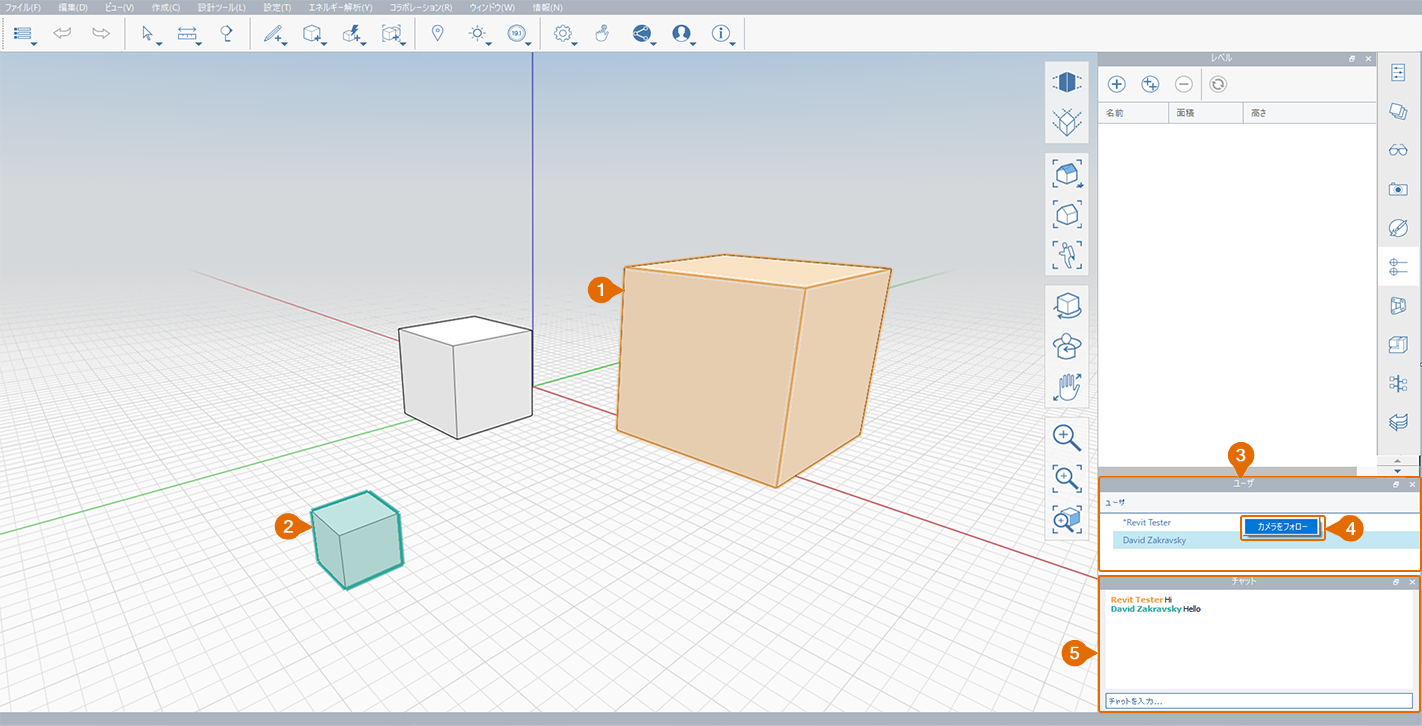 ファイル(F) 編集(D) ビュー(V) 作成(C) 設計ツール(L) 設定(T) エネルギー解析(Y) コラボレーション(R) ウィンドウ(W) 情報(N)
19.1
レベル
名前 面積 高さ
1
2
3
ユーザ
ユーザ
*Revit Tester
カメラをフォロー
4
David Zakravsky
チャット
Revit Tester Hi
David Zakravsky Hello
5
チャットを入力...